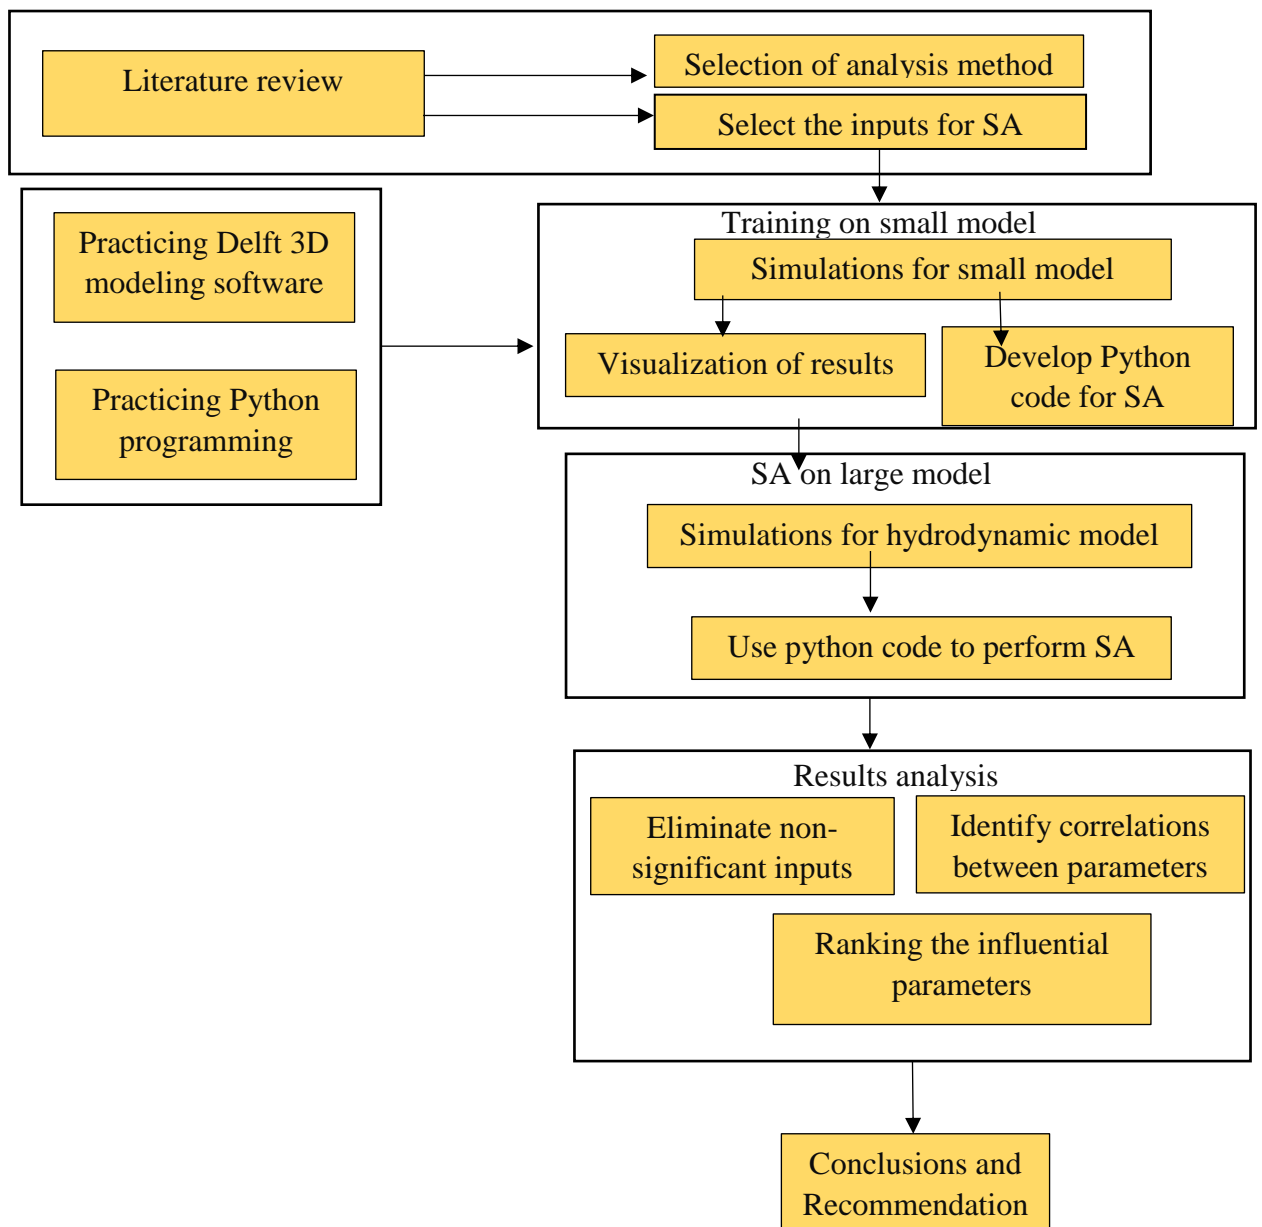 Literature review
Selection of analysis method
Select the inputs for SA
Practicing Delft 3D
modeling software
Practicing Python
programming
Training on small model
Simulations for small model
Visualization of results
Develop Python
code for SA
SA on large model
Simulations for hydrodynamic model
Use python code to perform SA
Results analysis
Eliminate non-
significant inputs
Identify correlations
between parameters
Ranking the influential
parameters
Conclusions and
Recommendation